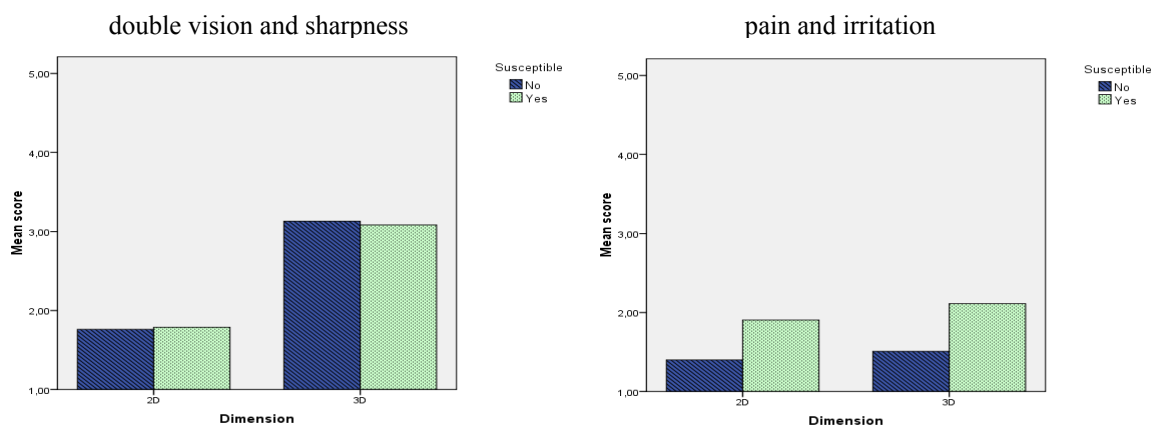 double vision and sharpness
Susceptible
No
Yes
5,00
4,00
3,00
2,00
1,00
Mean score
2D
3D
Dimension
pain and irritation
Susceptible
No
Yes
5,00
4,00
3,00
2,00
1,00
Mean score
2D
3D
Dimension